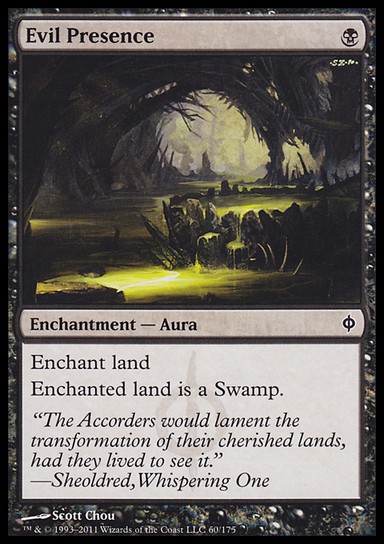 Evil Presence
·SZ·10·
Enchantment — Aura
Enchant land
Enchanted land is a Swamp.
“The Accorders would lament the
transformation of their cherished lands,
had they lived to see it.”
—Sheoldred, Whispering One
Scott Chou
™ & © 1993–2011 Wizards of the Coast LLC 60/175